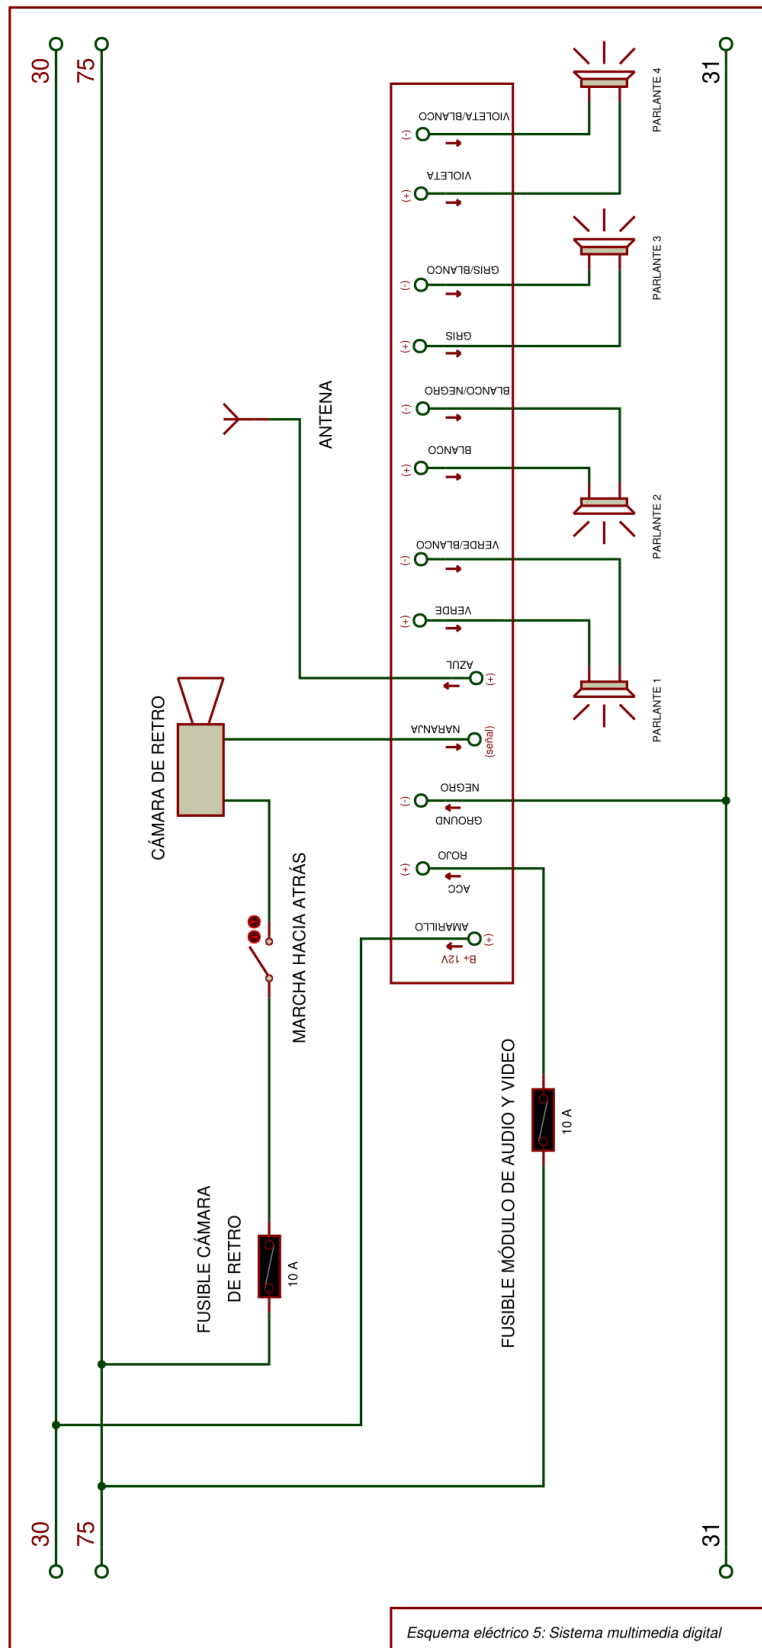 30
75
31
VIOLETA/BLANCO
(-)
VIOLETA
(+)
PARLANTE 4
GRIS/BLANCO
(-)
GRIS
(+)
PARLANTE 3
ANTENA
BLANCO/NEGRO
(-)
BLANCO
(+)
PARLANTE 2
VERDE/BLANCO
(-)
VERDE
(+)
PARLANTE 1
AZUL
(+)
CÁMARA DE RETRO
NARANJA
(señal)
NEGRO
(-)
GROUND
ROJO
(+)
ACC
AMARILLO
(+)
B+ 12V
MARCHA HACIA ATRÁS
FUSIBLE CÁMARA
DE RETRO
10 A
FUSIBLE MÓDULO DE AUDIO Y VIDEO
10 A
30
75
31
Esquema eléctrico 5: Sistema multimedia digital